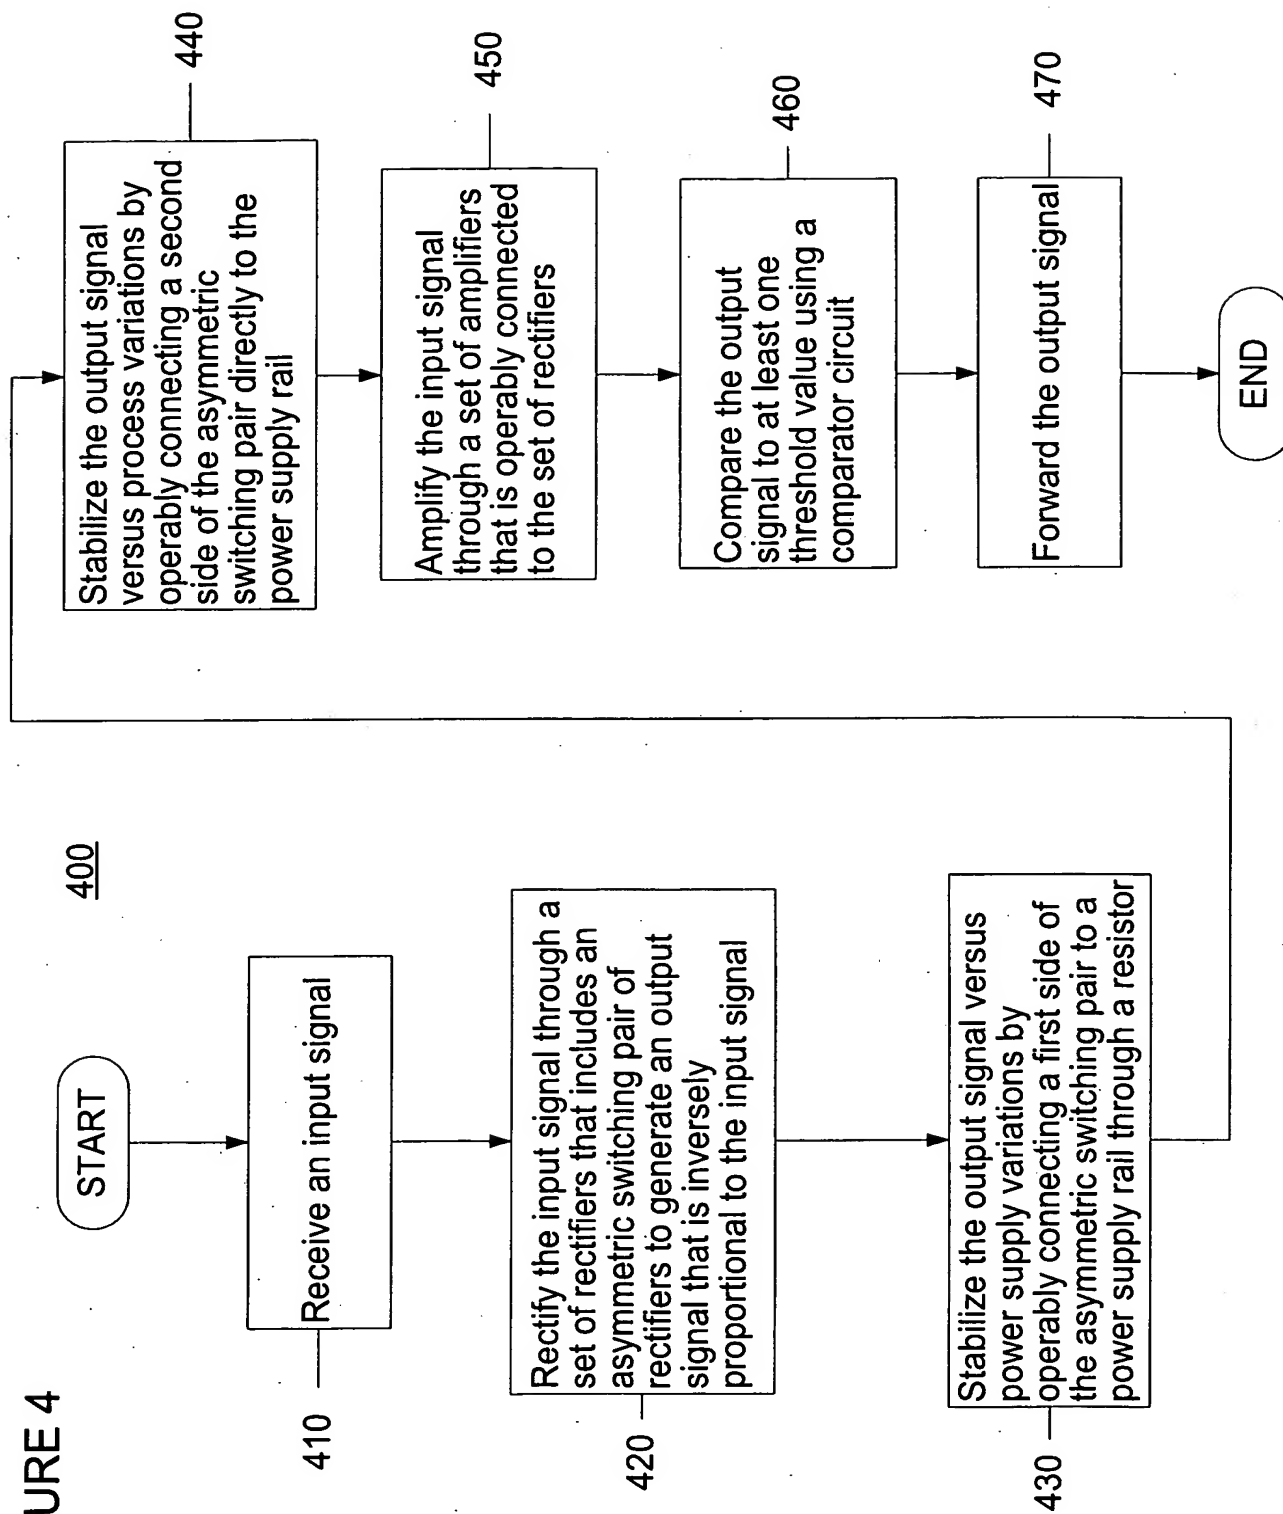 URE 4
400
START
Receive an input signal
410
Rectify the input signal through a
set of rectifiers that includes an
asymmetric switching pair of
rectifiers to generate an output
signal that is inversely
proportional to the input signal
420
Stabilize the output signal versus
power supply variations by
operably connecting a first side of
the asymmetric switching pair to a
power supply rail through a resistor
430
Stabilize the output signal
versus process variations by
operably connecting a second
side of the asymmetric
switching pair directly to the
power supply rail
440
Amplify the input signal
through a set of amplifiers
that is operably connected
to the set of rectifiers
450
Compare the output
signal to at least one
threshold value using a
comparator circuit
460
Forward the output signal
470
END